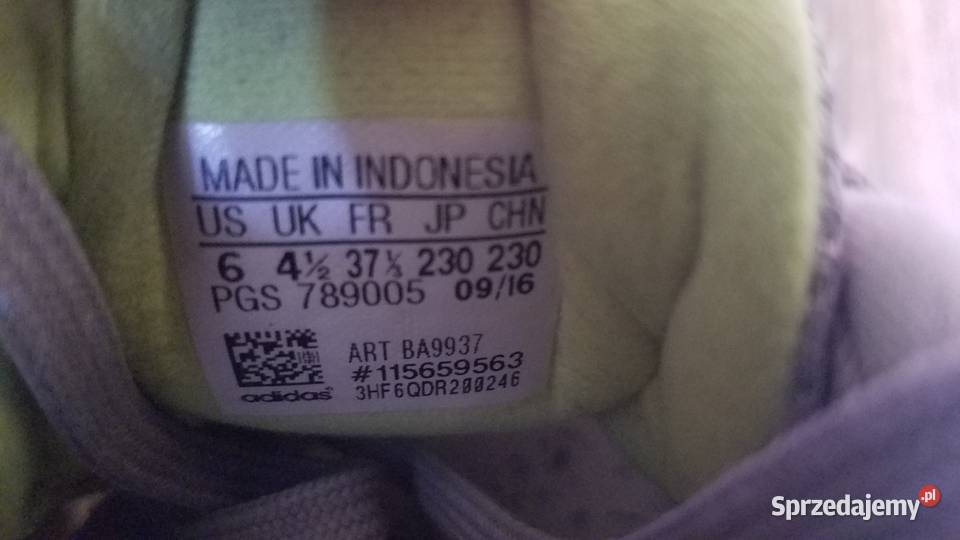 MADE IN INDONESIA
US UK FR JP CHN
6 4½ 37⅓ 230 230
PGS 789005 09/16
ART BA9937
#115659563
adidas
3HF6QDR200246
Sprzedajemy.pl